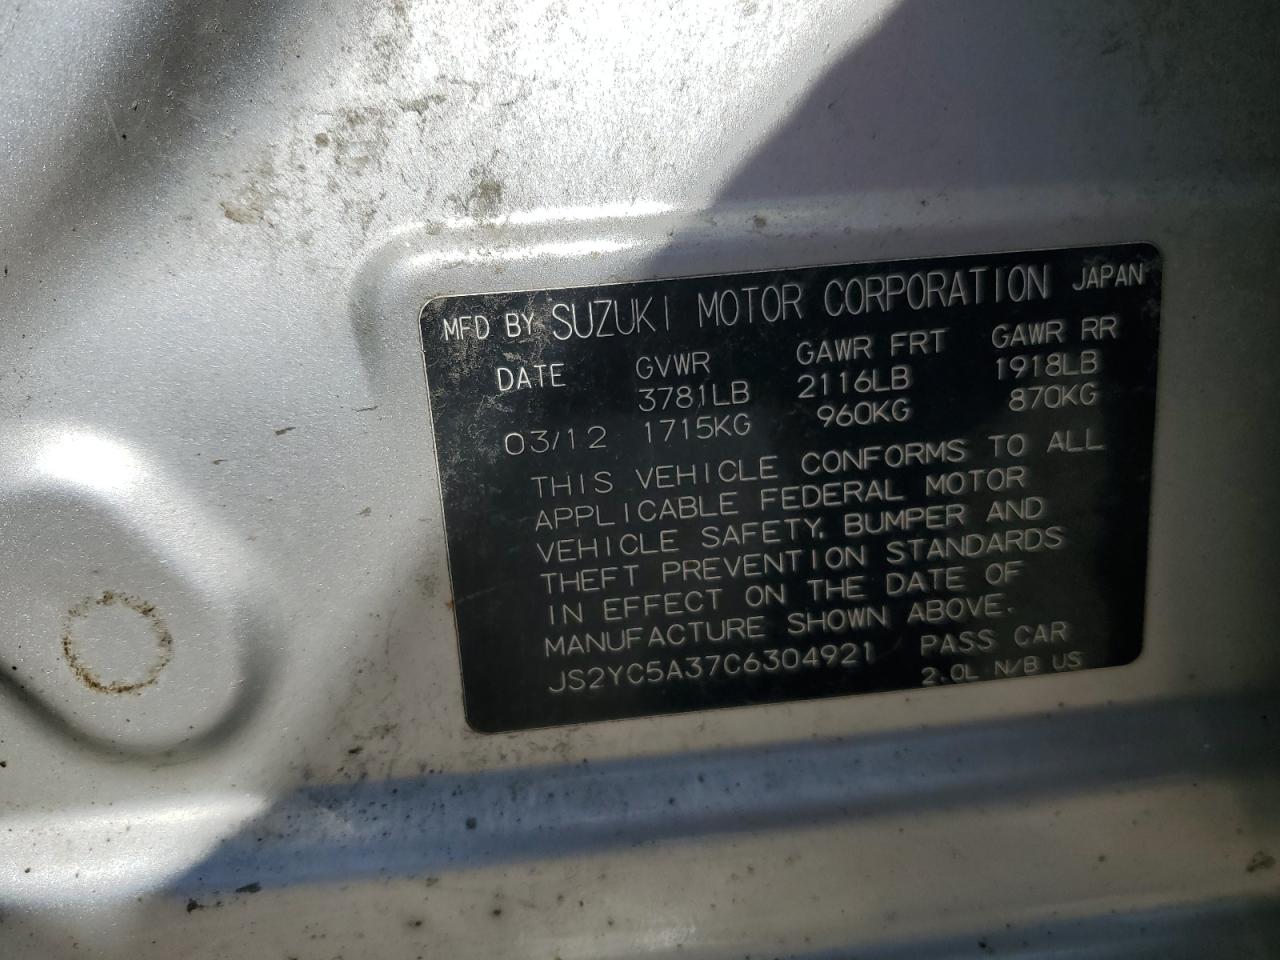 MFD BY SUZUKI MOTOR CORPORATION JAPAN
DATE GVWR GAWR FRT GAWR RR
3781LB 2116LB 1918LB
03/12 1715KG 960KG 870KG
THIS VEHICLE CONFORMS TO ALL
APPLICABLE FEDERAL MOTOR
VEHICLE SAFETY, BUMPER AND
THEFT PREVENTION STANDARDS
IN EFFECT ON THE DATE OF
MANUFACTURE SHOWN ABOVE.
JS2YC5A37C6304921 PASS CAR
2.0L N/B US